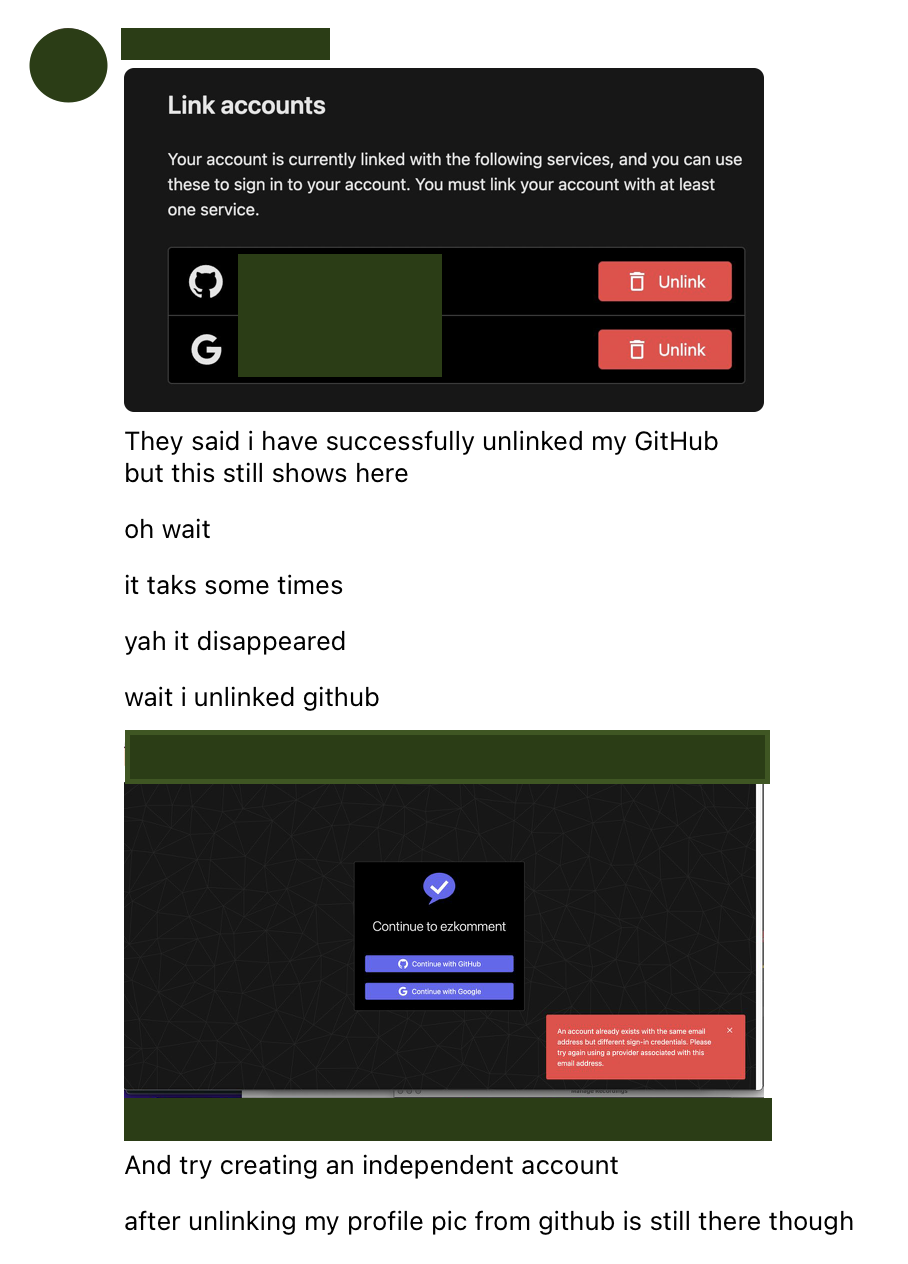 Link accounts
Your account is currently linked with the following services, and you can use
these to sign in to your account. You must link your account with at least
one service.
Unlink
Unlink
They said i have successfully unlinked my GitHub
but this still shows here
oh wait
it taks some times
yah it disappeared
wait i unlinked github
Continue to ezkomment
Continue with GitHub
Continue with Google
An account already exists with the same email
address but different sign-in credentials. Please
try again using a provider associated with this
email address.
And try creating an independent account
after unlinking my profile pic from github is still there though